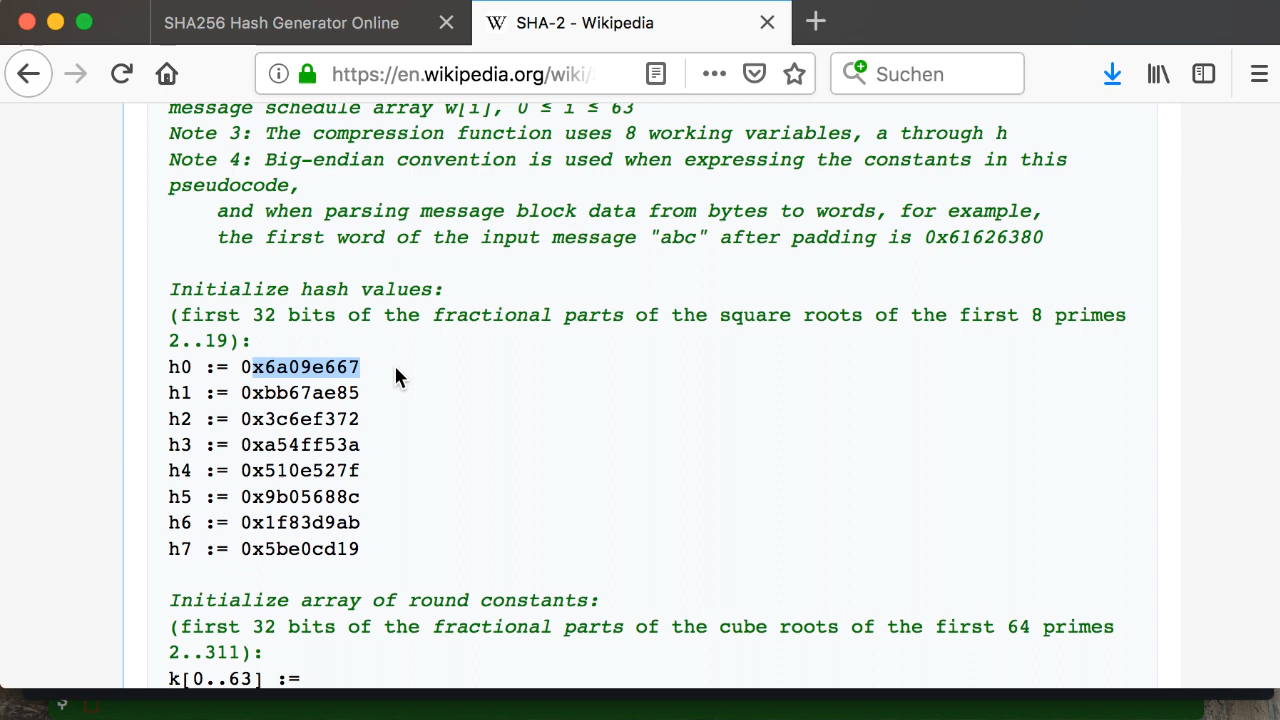 SHA256 Hash Generator Online
W SHA-2 - Wikipedia
https://en.wikipedia.org/wiki/
Suchen
message schedule array w[i], 0 ≤ i ≤ 63
Note 3: The compression function uses 8 working variables, a through h
Note 4: Big-endian convention is used when expressing the constants in this
pseudocode,
and when parsing message block data from bytes to words, for example,
the first word of the input message "abc" after padding is 0x61626380
Initialize hash values:
(first 32 bits of the fractional parts of the square roots of the first 8 primes
2..19):
h0 := 0x6a09e667
h1 := 0xbb67ae85
h2 := 0x3c6ef372
h3 := 0xa54ff53a
h4 := 0x510e527f
h5 := 0x9b05688c
h6 := 0x1f83d9ab
h7 := 0x5be0cd19
Initialize array of round constants:
(first 32 bits of the fractional parts of the cube roots of the first 64 primes
2..311):
k[0..63] :=
$